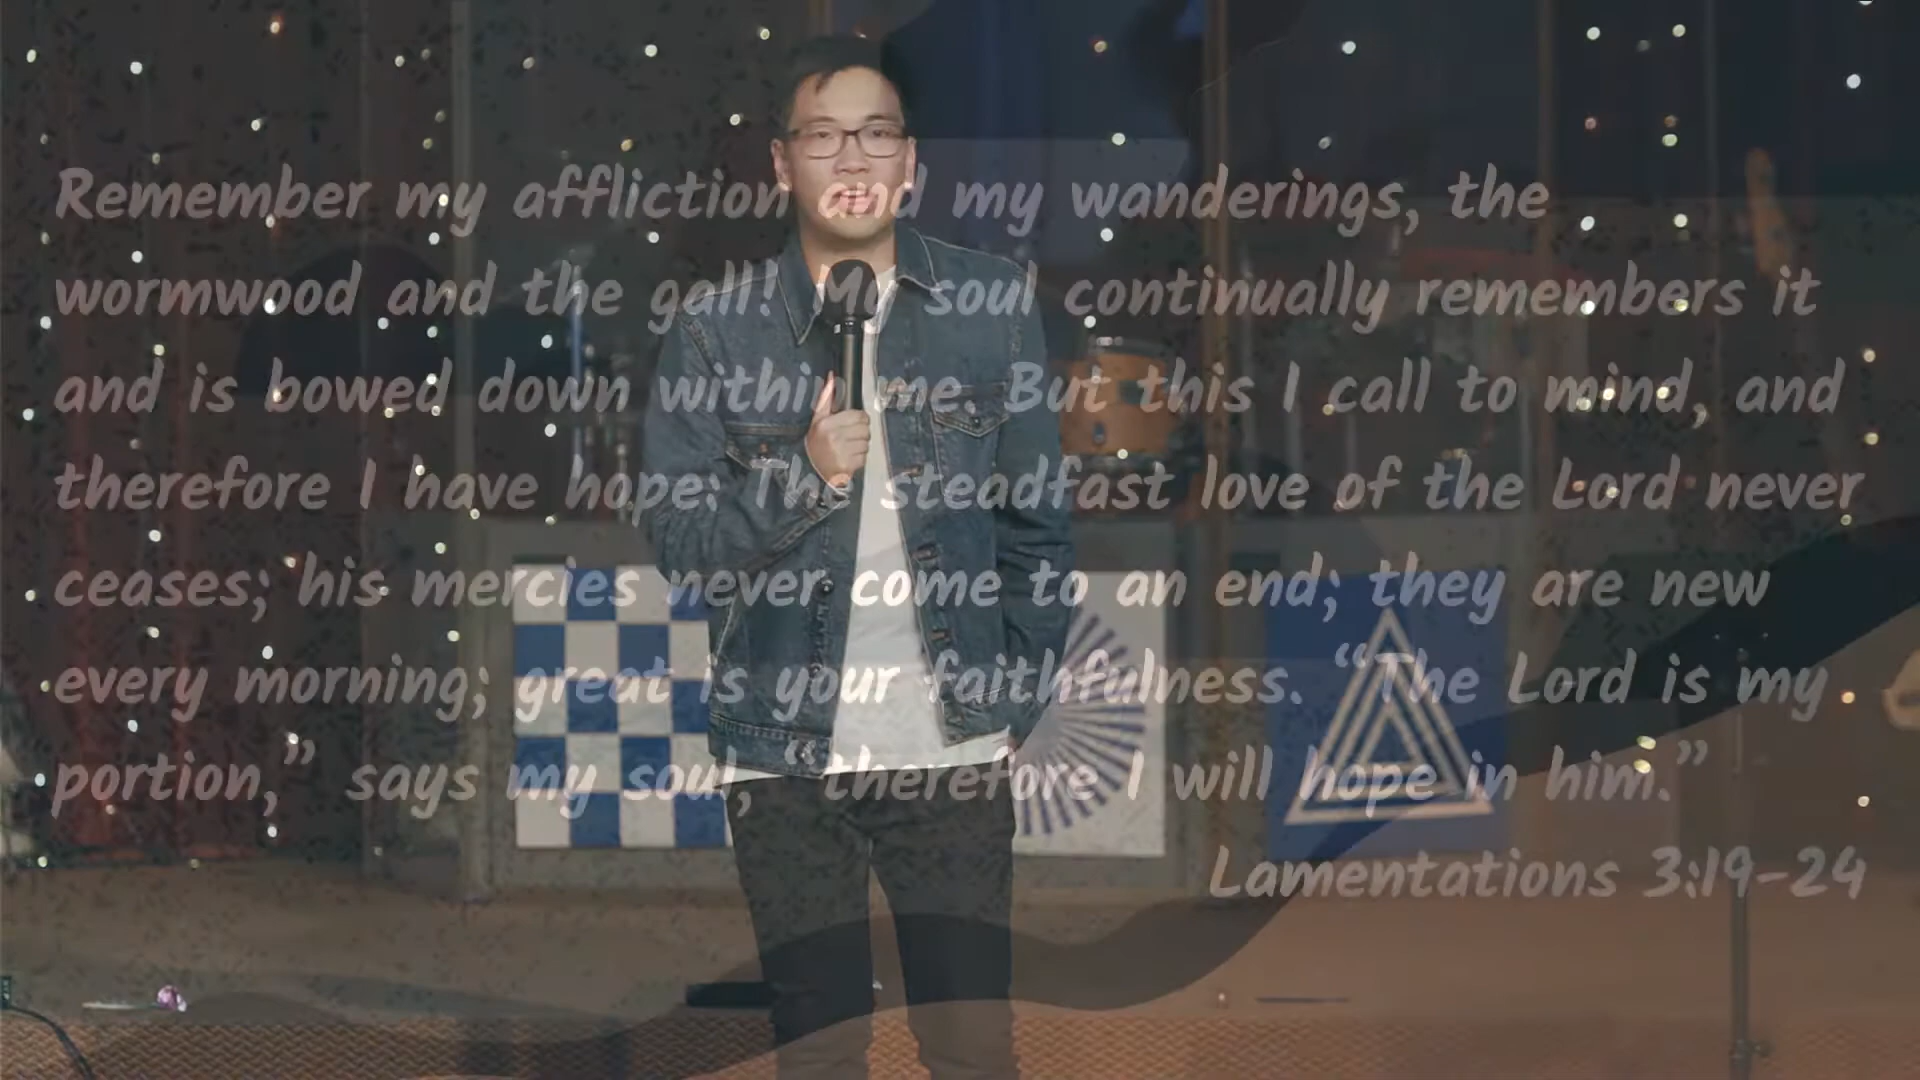 Remember my affliction and my wanderings, the
wormwood and the gall! My soul continually remembers it
and is bowed down within me But this I call to mind, and
therefore I have hope: The steadfast love of the Lord never
ceases; his mercies never come to an end; they are new
every morning; great is your faithfulness. “The Lord is my
portion,” says my soul, “therefore I will hope in him.”
Lamentations 3:19-24